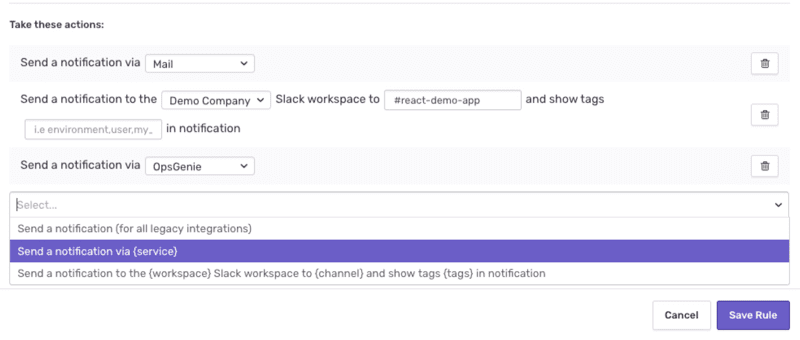 Take these actions:
Send a notification via Mail
Send a notification to the Demo Company Slack workspace to #react-demo-app and show tags
i.e environment,user,my_ in notification
Send a notification via OpsGenie
Select...
Send a notification (for all legacy integrations)
Send a notification via {service}
Send a notification to the {workspace} Slack workspace to {channel} and show tags {tags} in notification
Cancel Save Rule